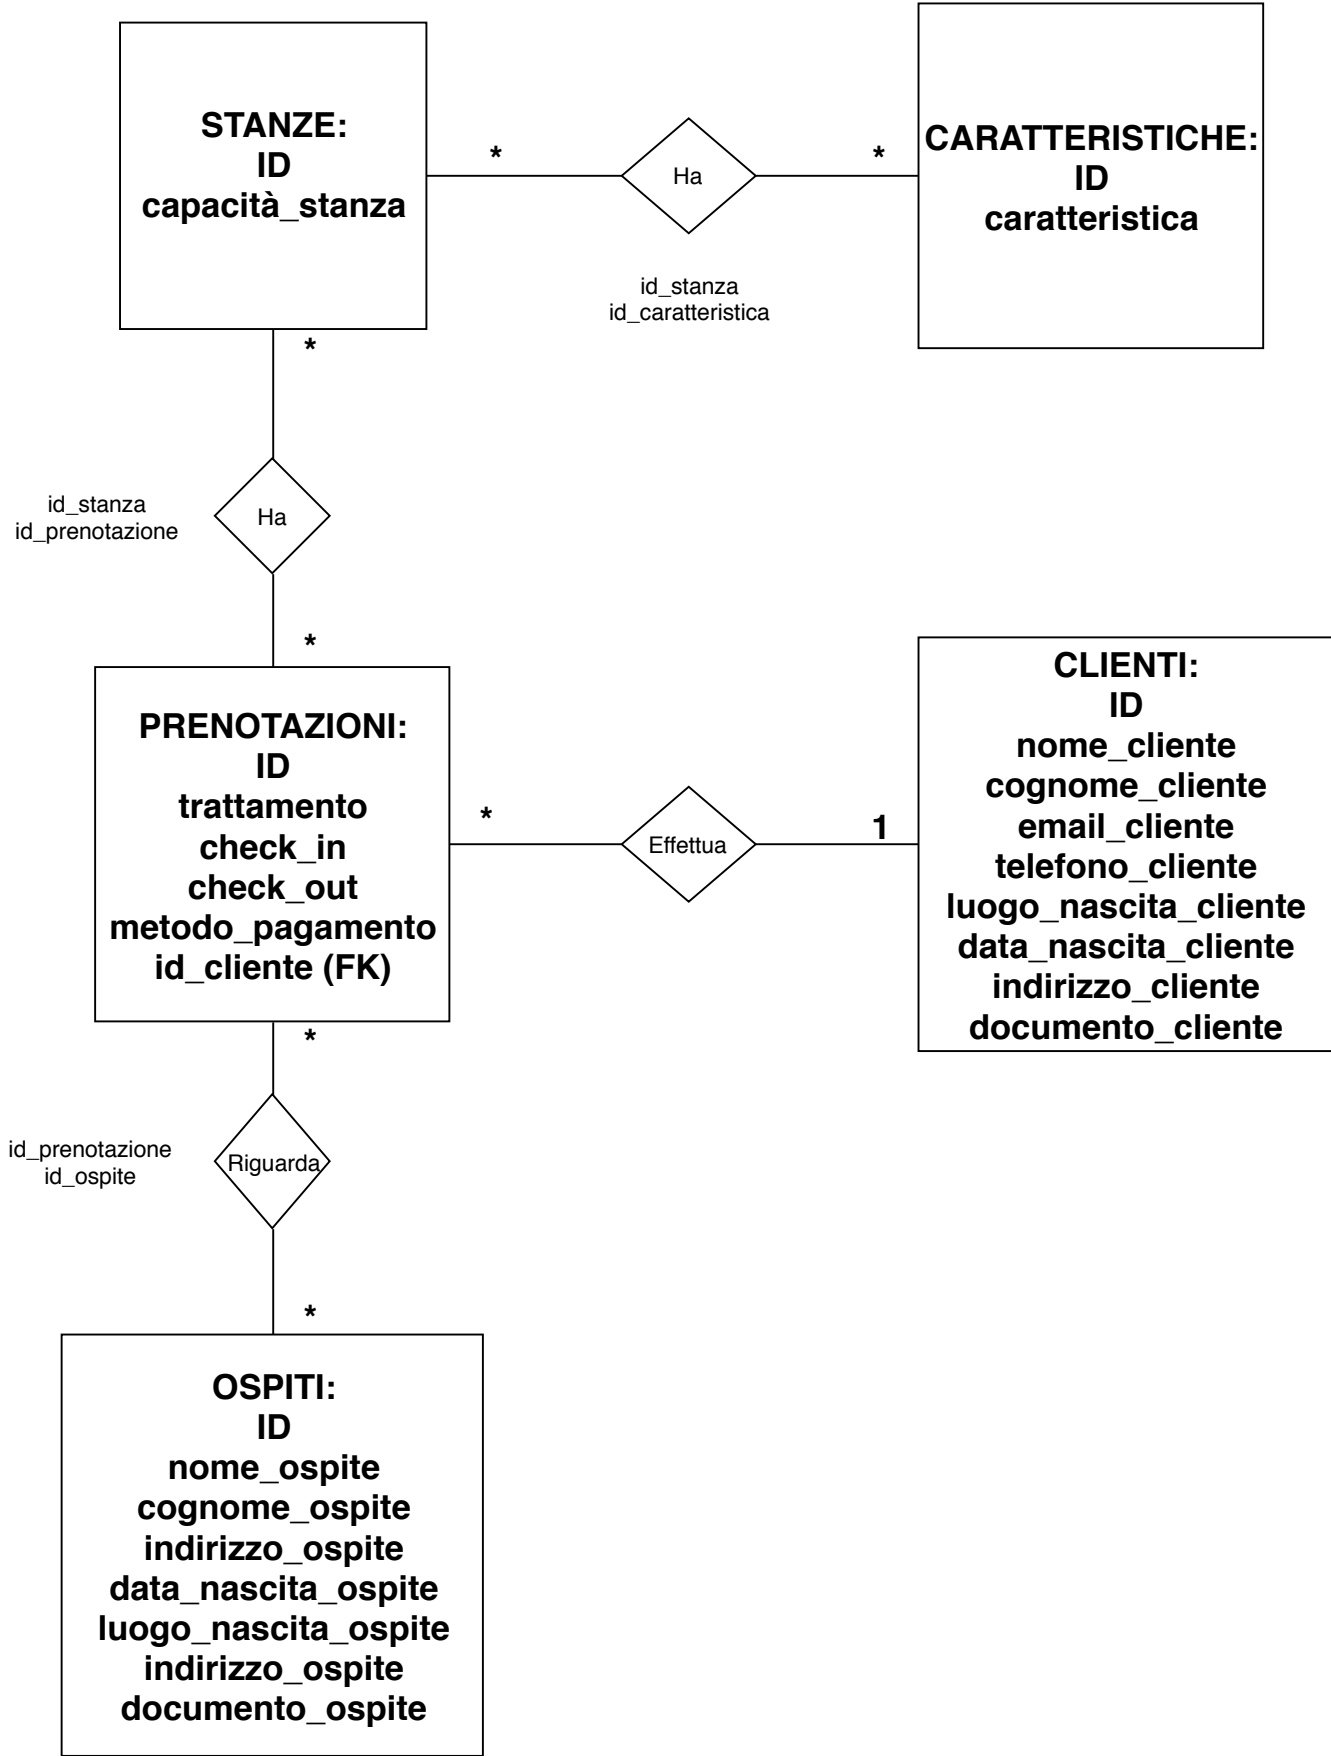 STANZE:
ID
capacità_stanza
*
Ha
*
id_stanza
id_caratteristica
CARATTERISTICHE:
ID
caratteristica
*
id_stanza
id_prenotazione
Ha
*
PRENOTAZIONI:
ID
trattamento
check_in
check_out
metodo_pagamento
id_cliente (FK)
*
Effettua
1
CLIENTI:
ID
nome_cliente
cognome_cliente
email_cliente
telefono_cliente
luogo_nascita_cliente
data_nascita_cliente
indirizzo_cliente
documento_cliente
*
id_prenotazione
id_ospite
Riguarda
*
OSPITI:
ID
nome_ospite
cognome_ospite
indirizzo_ospite
data_nascita_ospite
luogo_nascita_ospite
indirizzo_ospite
documento_ospite